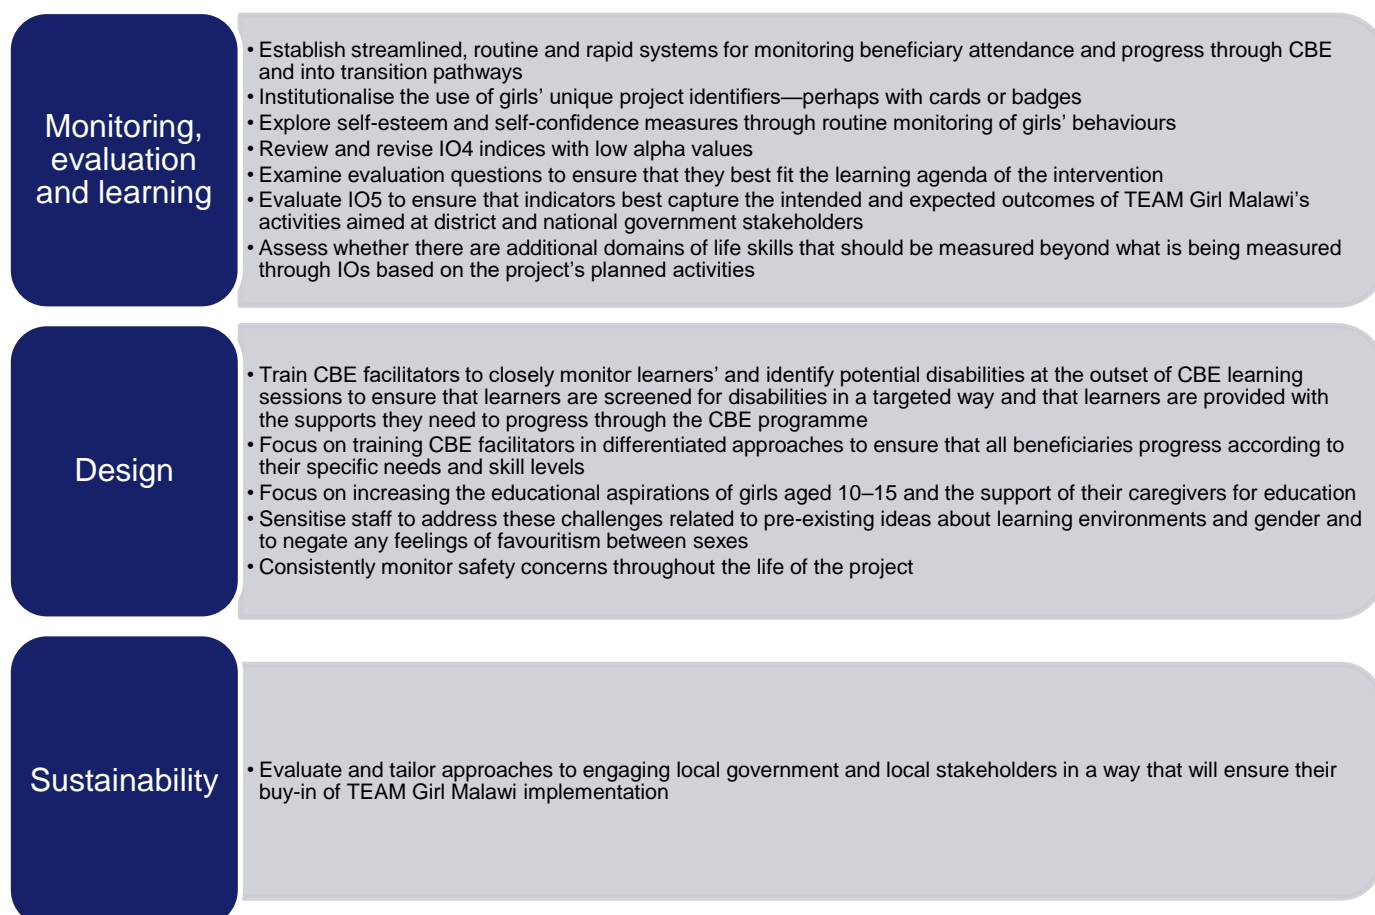 Monitoring,
evaluation
and learning
• Establish streamlined, routine and rapid systems for monitoring beneficiary attendance and progress through CBE
and into transition pathways
• Institutionalise the use of girls’ unique project identifiers—perhaps with cards or badges
• Explore self-esteem and self-confidence measures through routine monitoring of girls’ behaviours
• Review and revise IO4 indices with low alpha values
• Examine evaluation questions to ensure that they best fit the learning agenda of the intervention
• Evaluate IO5 to ensure that indicators best capture the intended and expected outcomes of TEAM Girl Malawi’s
activities aimed at district and national government stakeholders
• Assess whether there are additional domains of life skills that should be measured beyond what is being measured
through IOs based on the project’s planned activities
Design
• Train CBE facilitators to closely monitor learners’ and identify potential disabilities at the outset of CBE learning
sessions to ensure that learners are screened for disabilities in a targeted way and that learners are provided with
the supports they need to progress through the CBE programme
• Focus on training CBE facilitators in differentiated approaches to ensure that all beneficiaries progress according to
their specific needs and skill levels
• Focus on increasing the educational aspirations of girls aged 10–15 and the support of their caregivers for education
• Sensitise staff to address these challenges related to pre-existing ideas about learning environments and gender and
to negate any feelings of favouritism between sexes
• Consistently monitor safety concerns throughout the life of the project
Sustainability
• Evaluate and tailor approaches to engaging local government and local stakeholders in a way that will ensure their
buy-in of TEAM Girl Malawi implementation